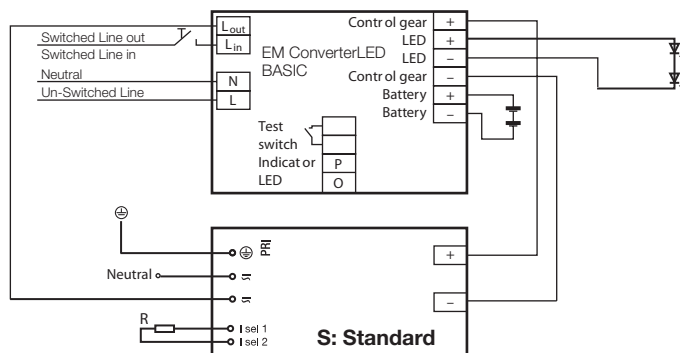 Switched Line out
Switched Line in
Neutral
Un-Switched Line
Lout
Lin
N
L
EM ConverterLED
BASIC
Control gear +
LED +
LED –
Control gear –
Battery +
Battery –
Test
switch
Indicator
LED
P
O
PRI
Neutral
R
I sel 1
I sel 2
+
–
S: Standard